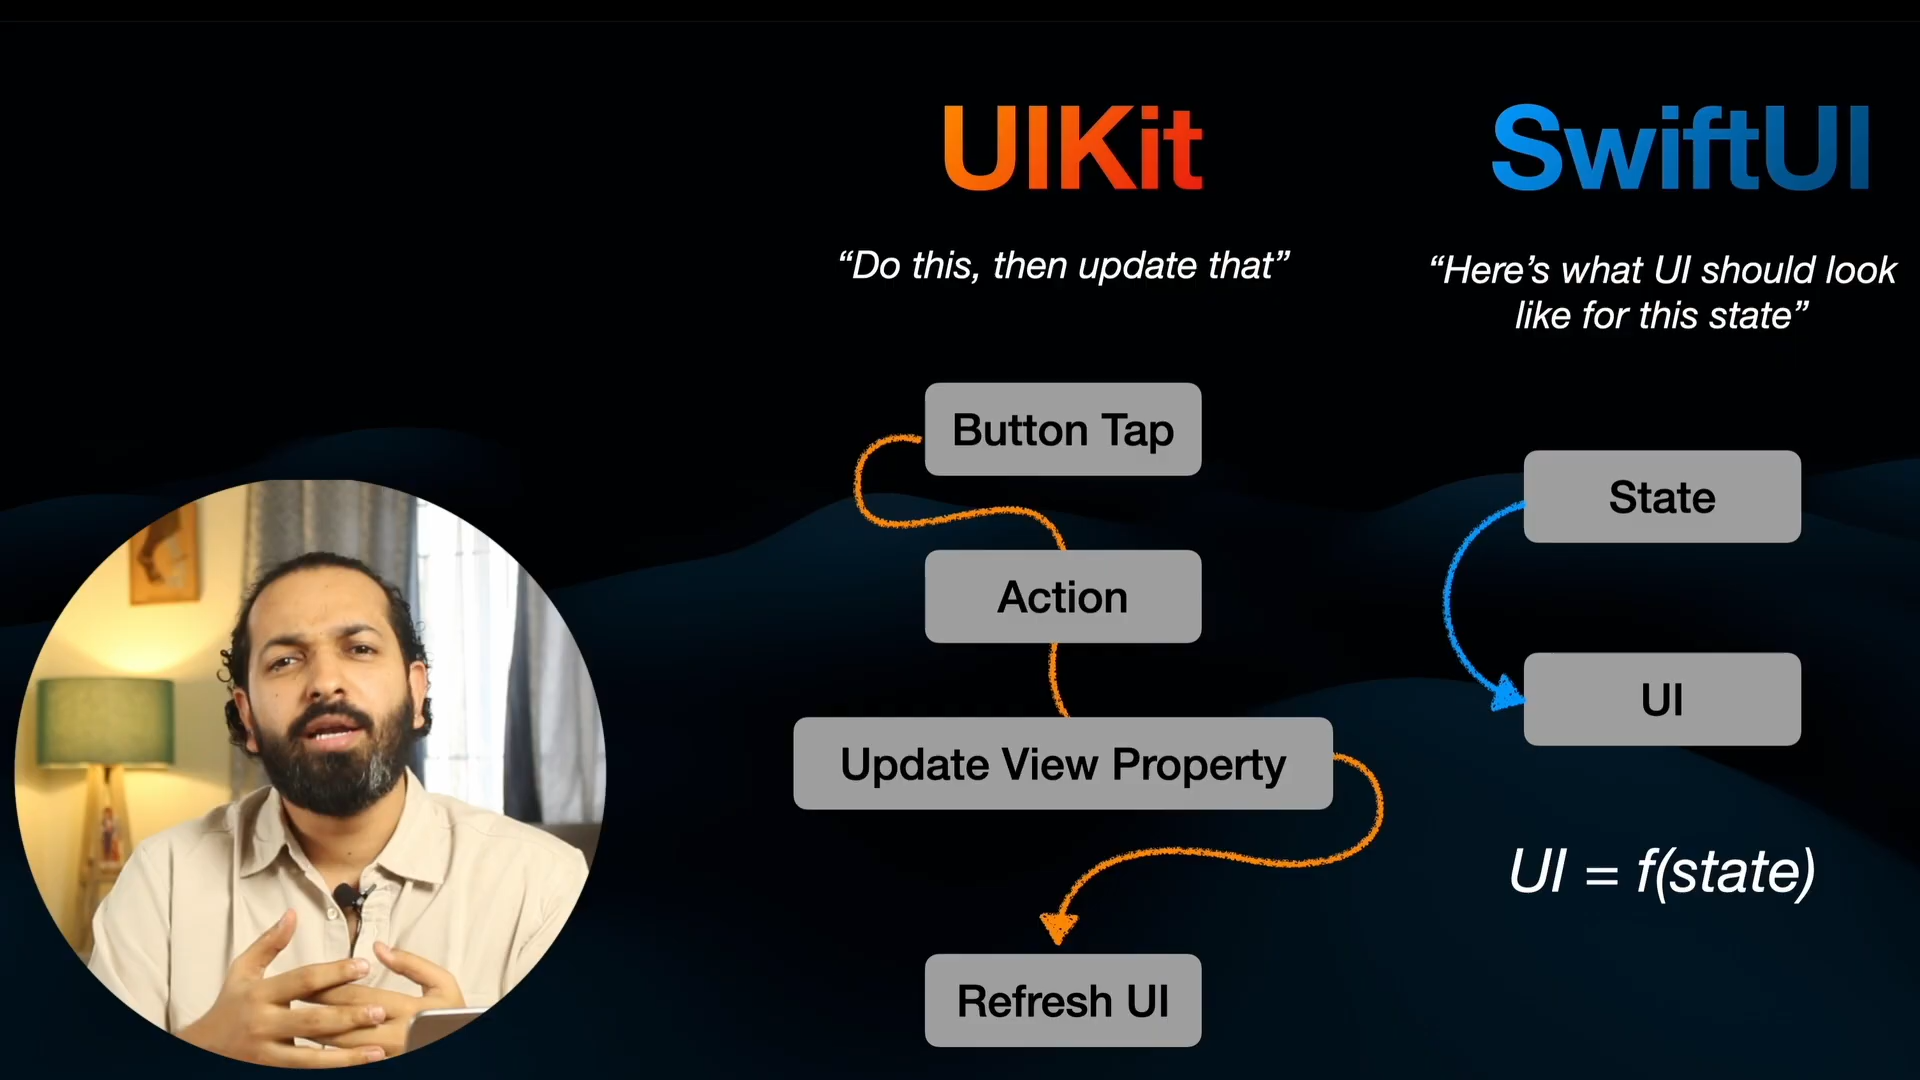 UIKit
“Do this, then update that”
Button Tap
Action
Update View Property
Refresh UI
SwiftUI
“Here’s what UI should look
like for this state”
State
UI
UI = f(state)